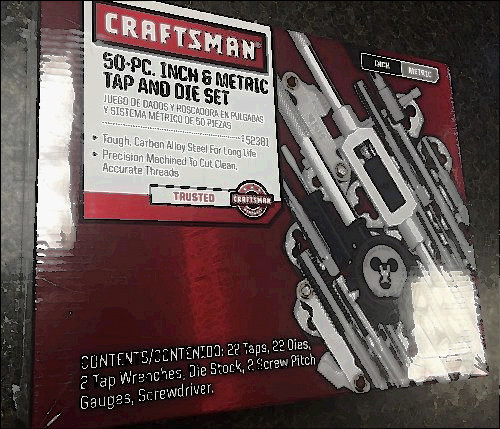 CRAFTSMAN
50-PC. INCH & METRIC
TAP AND DIE SET
JUEGO DE DADOS Y ROSCADORA EN PULGADAS
Y SISTEMA MÉTRICO DE 50 PIEZAS
952381
• Tough, Carbon Alloy Steel For Long Life
• Precision Machined To Cut Clean,
Accurate Threads
TRUSTED
CRAFTSMAN
INCH METRIC
CONTENTS/CONTENIDO: 22 Taps, 22 Dies,
2 Tap Wrenches, Die Stock, 2 Screw Pitch
Gauges, Screwdriver.